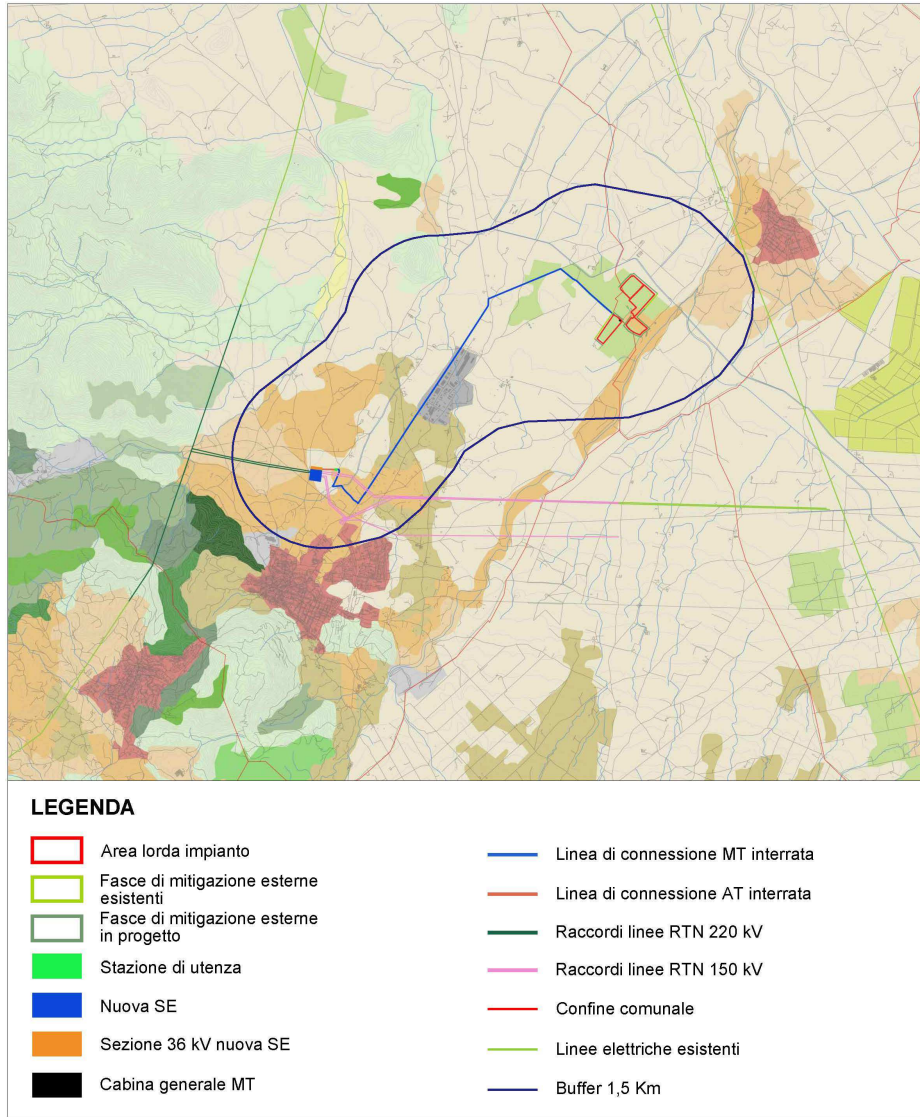 LEGENDA
Area lorda impianto
Fasce di mitigazione esterne
esistenti
Fasce di mitigazione esterne
in progetto
Stazione di utenza
Nuova SE
Sezione 36 kV nuova SE
Cabina generale MT
Linea di connessione MT interrata
Linea di connessione AT interrata
Raccordi linee RTN 220 kV
Raccordi linee RTN 150 kV
Confine comunale
Linee elettriche esistenti
Buffer 1,5 Km